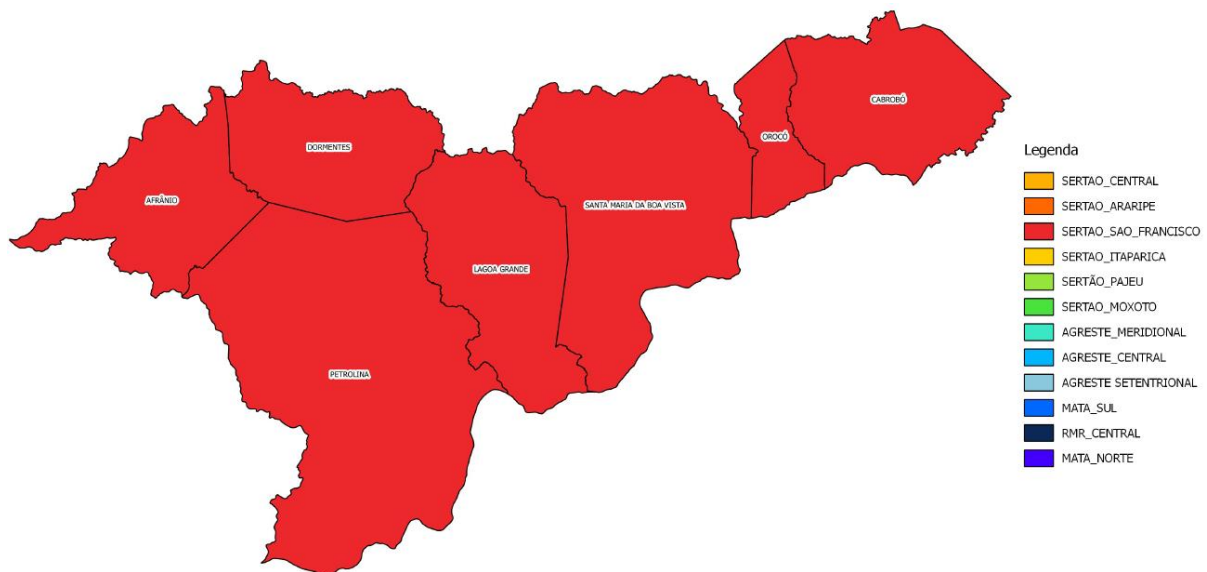 CABROBÓ
OROCÓ
DORMENTES
AFRÂNIO
SANTA MARIA DA BOA VISTA
LAGOA GRANDE
PETROLINA
Legenda
SERTAO_CENTRAL
SERTAO_ARARIPE
SERTAO_SAO_FRANCISCO
SERTAO_ITAPARICA
SERTÃO_PAJEU
SERTAO_MOXOTO
AGRESTE_MERIDIONAL
AGRESTE_CENTRAL
AGRESTE SETENTRIONAL
MATA_SUL
RMR_CENTRAL
MATA_NORTE